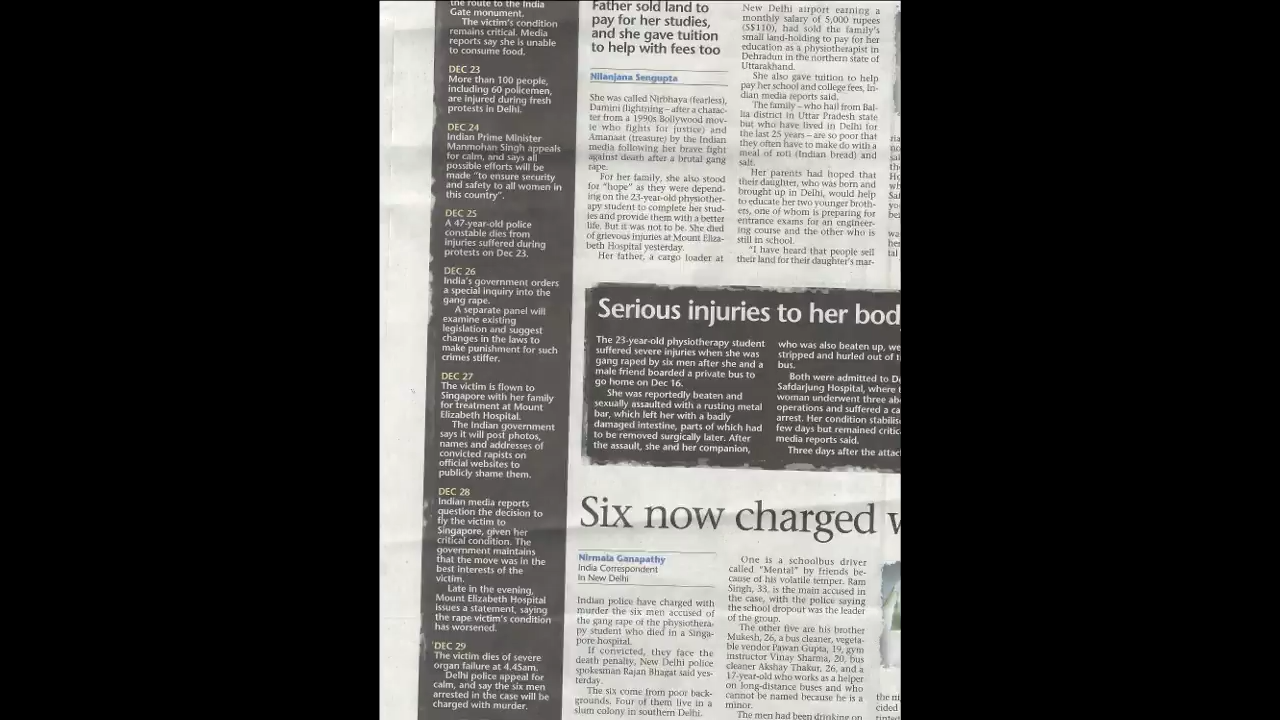 the route to the India
Gate monument.
The victim's condition
remains critical. Media
reports say she is unable
to consume food.
DEC 23
More than 100 people,
including 60 policemen,
are injured during fresh
protests in Delhi.
DEC 24
Indian Prime Minister
Manmohan Singh appeals
for calm, and says all
possible efforts will be
made "to ensure security
and safety to all women in
this country".
DEC 25
A 47-year-old police
constable dies from
injuries suffered during
protests on Dec 23.
DEC 26
India's government orders
a special inquiry into the
gang rape.
A separate panel will
examine existing
legislation and suggest
changes in the laws to
make punishment for such
crimes stiffer.
DEC 27
The victim is flown to
Singapore with her family
for treatment at Mount
Elizabeth Hospital.
The Indian government
says it will post photos,
names and addresses of
convicted rapists on
official websites to
publicly shame them.
DEC 28
Indian media reports
question the decision to
fly the victim to
Singapore, given her
critical condition. The
government maintains
that the move was in the
best interests of the
victim.
Late in the evening,
Mount Elizabeth Hospital
issues a statement, saying
the rape victim's condition
has worsened.
DEC 29
The victim dies of severe
organ failure at 4.45am.
Delhi police appeal for
calm, and say the six men
arrested in the case will be
charged with murder.
Father sold land to
pay for her studies,
and she gave tuition
to help with fees too
Nilanjana Sengupta
She was called Nirbhaya (fearless),
Damini (lightning – after a charac-
ter from a 1990s Bollywood mov-
ie who fights for justice) and
Amanaat (treasure) by the Indian
media following her brave fight
against death after a brutal gang
rape.
For her family, she also stood
for "hope" as they were depend-
ing on the 23-year-old physiother-
apy student to complete her stud-
ies and provide them with a better
life. But it was not to be. She died
of grievous injuries at Mount Eliza-
beth Hospital yesterday.
Her father, a cargo loader at
New Delhi airport earning a
monthly salary of 5,000 rupees
(S$110), had sold the family's
small land-holding to pay for her
education as a physiotherapist in
Dehradun in the northern state of
Uttarakhand.
She also gave tuition to help
pay her school and college fees, In-
dian media reports said.
The family – who hail from Bal-
lia district in Uttar Pradesh state
but who have lived in Delhi for
the last 25 years – are so poor that
they often have to make do with a
meal of roti (Indian bread) and
salt.
Her parents had hoped that
their daughter, who was born and
brought up in Delhi, would help
to educate her two younger broth-
ers, one of whom is preparing for
entrance exams for an engineer-
ing course and the other who is
still in school.
"I have heard that people sell
their land for their daughter's mar-
Serious injuries to her bod
The 23-year-old physiotherapy student
suffered severe injuries when she was
gang raped by six men after she and a
male friend boarded a private bus to
go home on Dec 16.
She was reportedly beaten and
sexually assaulted with a rusting metal
bar, which left her with a badly
damaged intestine, parts of which had
to be removed surgically later. After
the assault, she and her companion,
who was also beaten up, we
stripped and hurled out of t
bus.
Both were admitted to De
Safdarjung Hospital, where t
woman underwent three ab
operations and suffered a ca
arrest. Her condition stabilis
few days but remained critic
media reports said.
Three days after the attac
Six now charged w
Nirmala Ganapathy
India Correspondent
In New Delhi
Indian police have charged with
murder the six men accused of
the gang rape of the physiothera-
py student who died in a Singa-
pore hospital.
If convicted, they face the
death penalty, New Delhi police
spokesman Rajan Bhagat said yes-
terday.
The six come from poor back-
grounds. Four of them live in a
slum colony in southern Delhi.
One is a schoolbus driver
called "Mental" by friends be-
cause of his volatile temper. Ram
Singh, 33, is the main accused in
the case, with the police saying
the school dropout was the leader
of the group.
The other five are his brother
Mukesh, 26, a bus cleaner, vegeta-
ble vendor Pawan Gupta, 19, gym
instructor Vinay Sharma, 20, bus
cleaner Akshay Thakur, 26, and a
17-year-old who works as a helper
on long-distance buses and who
cannot be named because he is a
minor.
The men had been drinking on
the ni
cided